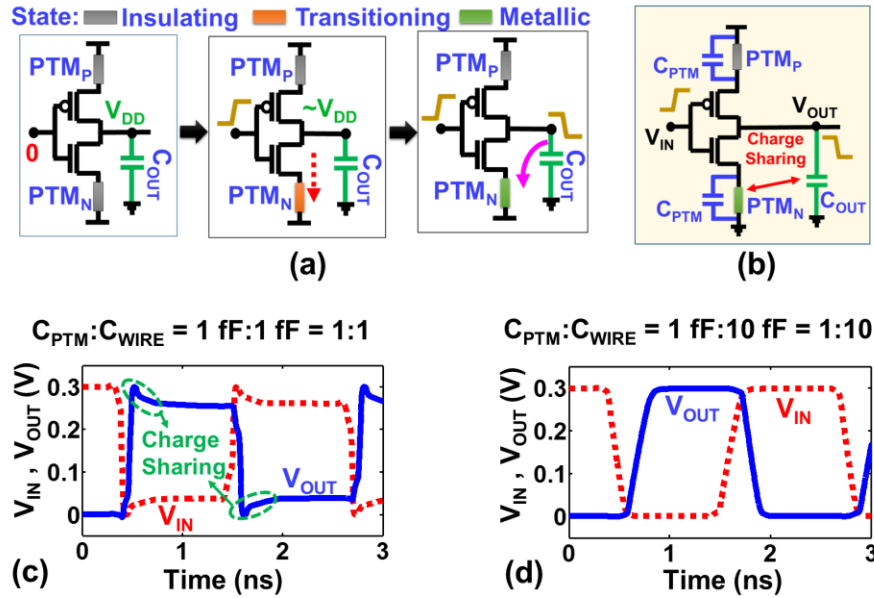 State: Insulating Transitioning Metallic
PTMP
VDD
0
PTMN
COUT
PTMP
~VDD
PTMN
COUT
PTMP
PTMN
COUT
(a)
CPTM
PTMP
VOUT
VIN
Charge
Sharing
CPTM
PTMN
COUT
(b)
CPTM:CWIRE = 1 fF:1 fF = 1:1
VIN , VOUT (V)
0.3
0.2
0.1
0
Charge
Sharing
VOUT
VIN
0 1 2 3
Time (ns)
(c)
CPTM:CWIRE = 1 fF:10 fF = 1:10
VIN , VOUT (V)
0.3
0.2
0.1
0
VOUT
VIN
0 1 2 3
Time (ns)
(d)